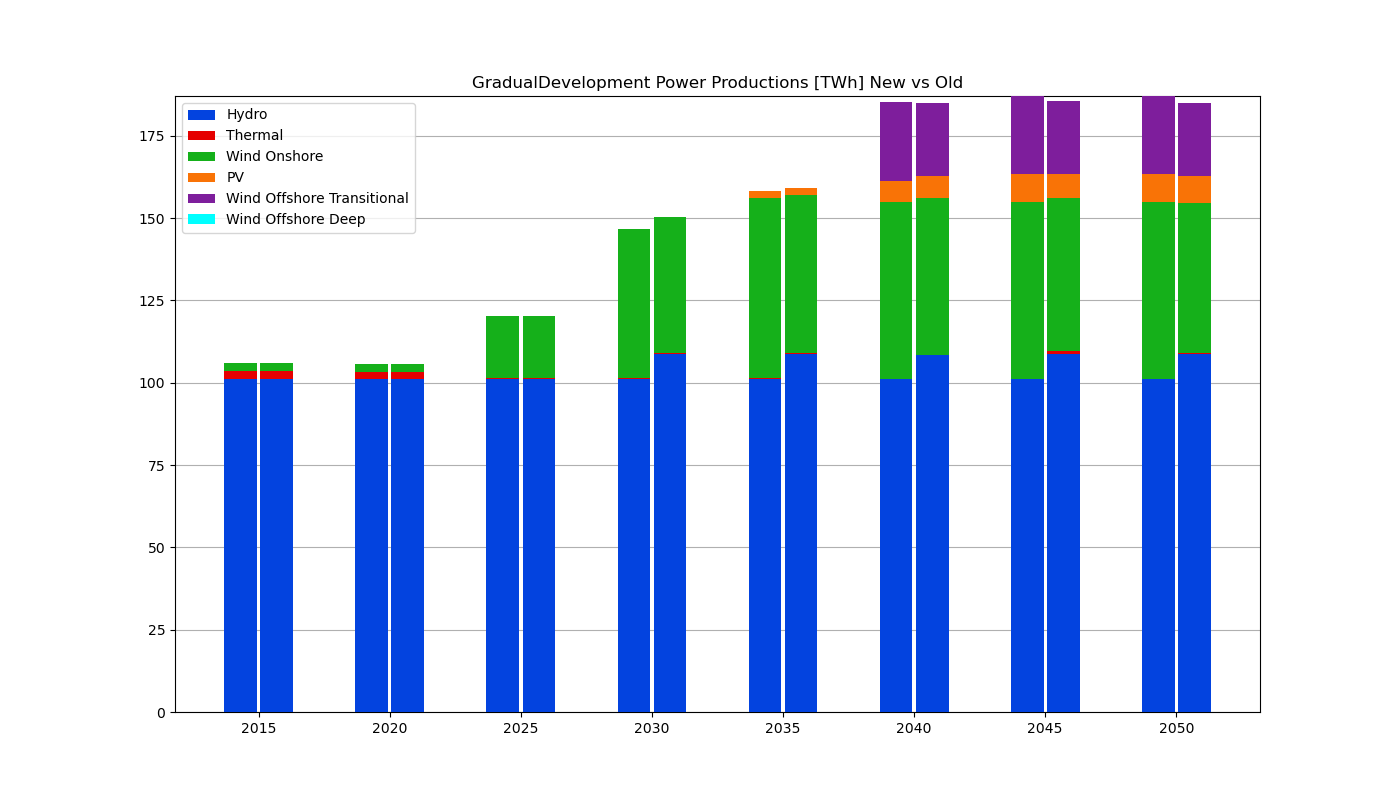 GradualDevelopment Power Productions [TWh] New vs Old
Hydro
Thermal
Wind Onshore
PV
Wind Offshore Transitional
Wind Offshore Deep
175
150
125
100
75
50
25
0
2015 2020 2025 2030 2035 2040 2045 2050